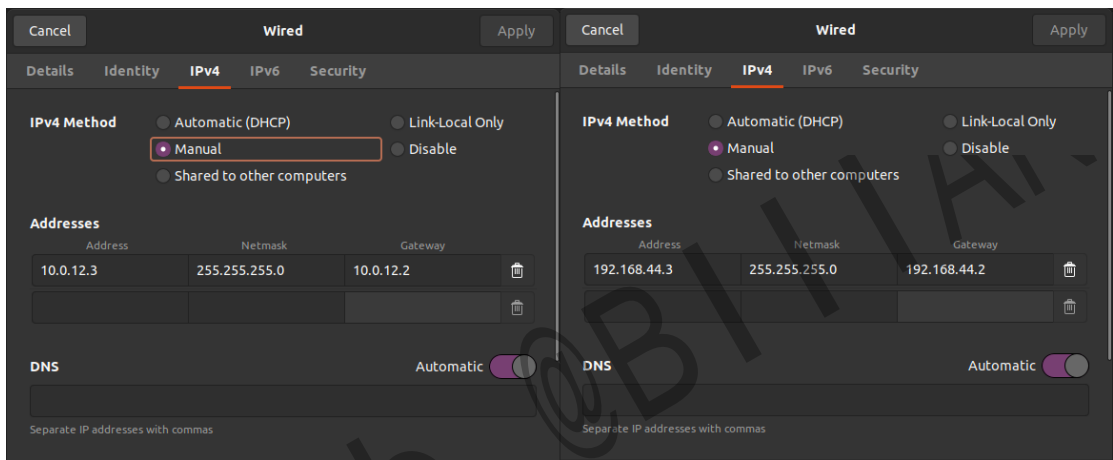 Cancel Wired Apply
Details Identity IPv4 IPv6 Security
IPv4 Method Automatic (DHCP) Link-Local Only
Manual Disable
Shared to other computers
Addresses
Address Netmask Gateway
10.0.12.3 255.255.255.0 10.0.12.2
DNS Automatic
Separate IP addresses with commas
Cancel Wired Apply
Details Identity IPv4 IPv6 Security
IPv4 Method Automatic (DHCP) Link-Local Only
Manual Disable
Shared to other computers
Addresses
Address Netmask Gateway
192.168.44.3 255.255.255.0 192.168.44.2
DNS Automatic
Separate IP addresses with commas